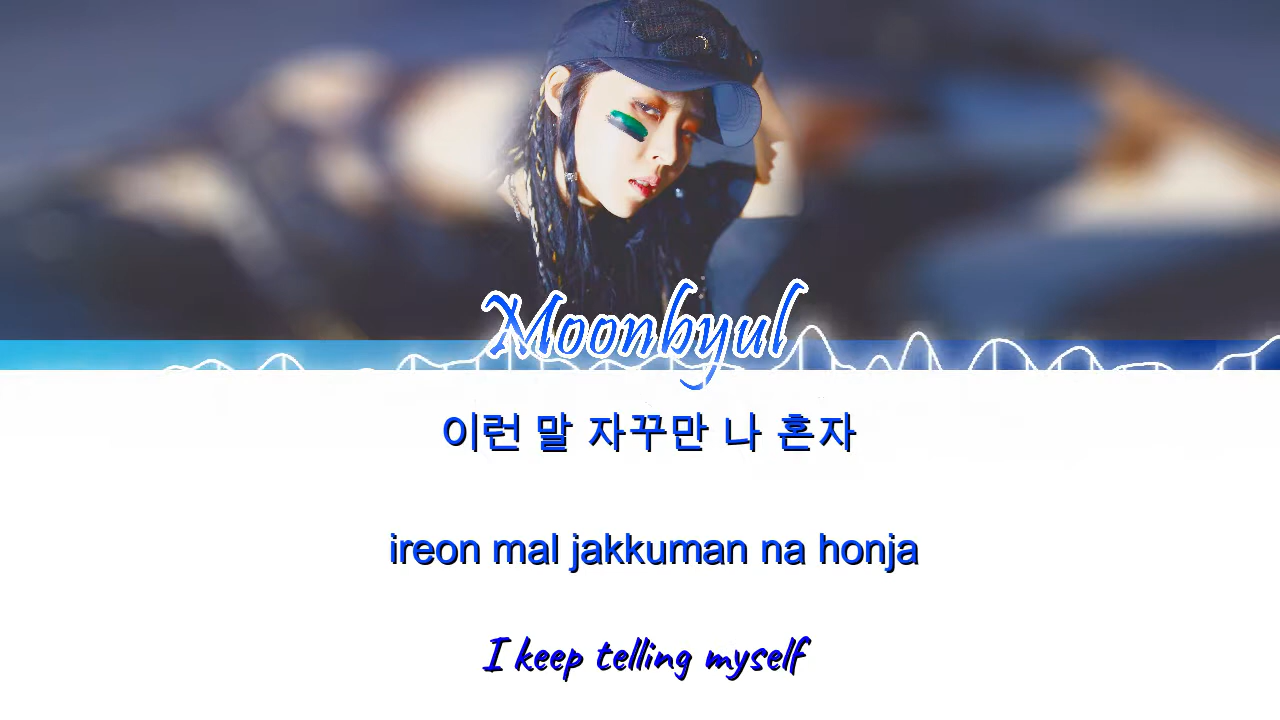 Moonbyul
이런 말 자꾸만 나 혼자
ireon mal jakkuman na honja
I keep telling myself